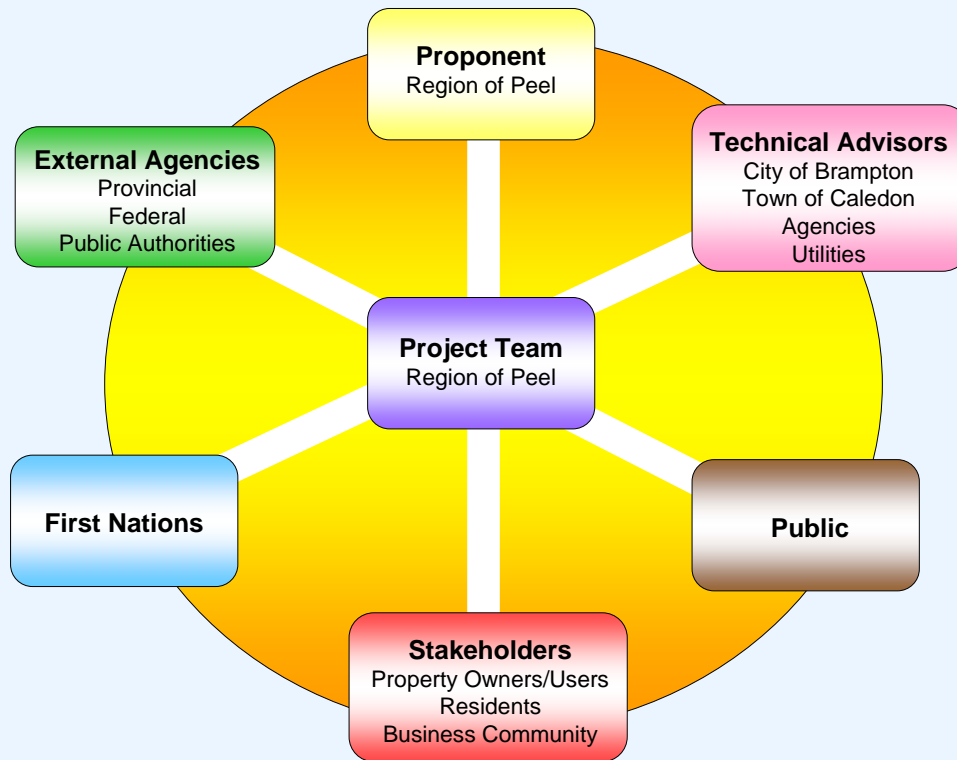 Proponent
Region of Peel
External Agencies
Provincial
Federal
Public Authorities
Technical Advisors
City of Brampton
Town of Caledon
Agencies
Utilities
Project Team
Region of Peel
First Nations
Public
Stakeholders
Property Owners/Users
Residents
Business Community